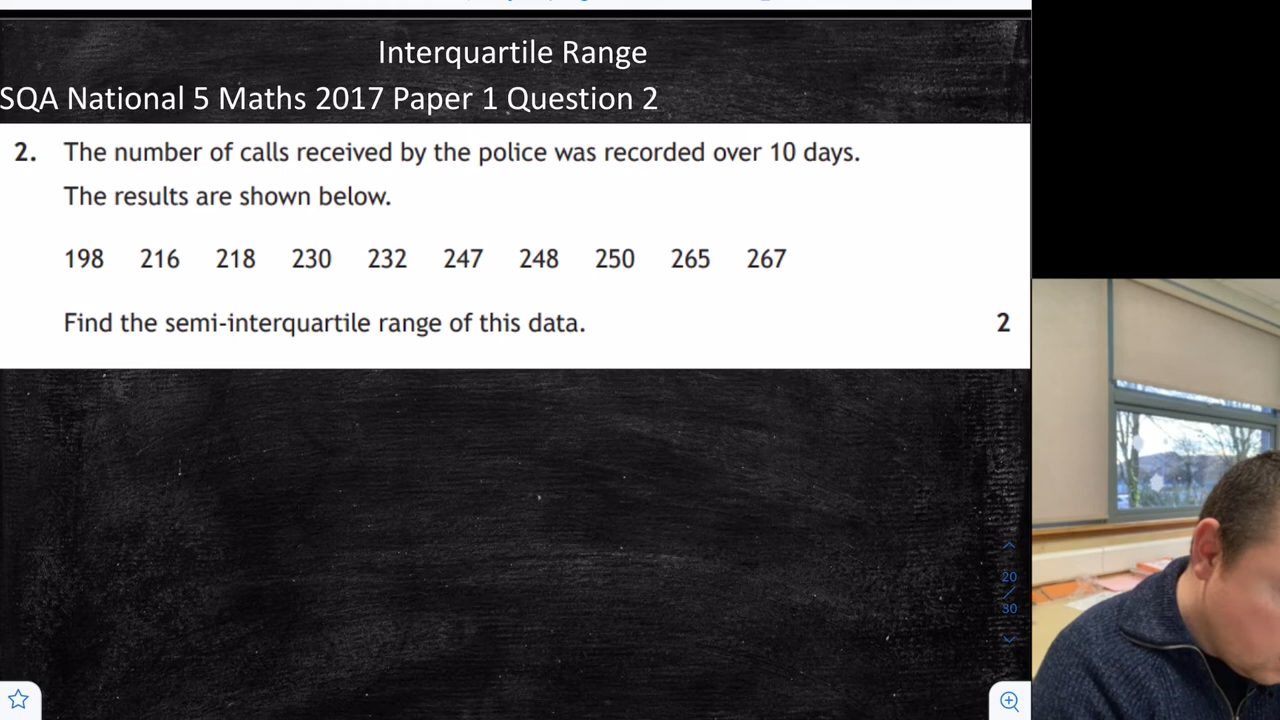 Interquartile Range
SQA National 5 Maths 2017 Paper 1 Question 2
2. The number of calls received by the police was recorded over 10 days.
The results are shown below.
198 216 218 230 232 247 248 250 265 267
Find the semi-interquartile range of this data. 2
20
30